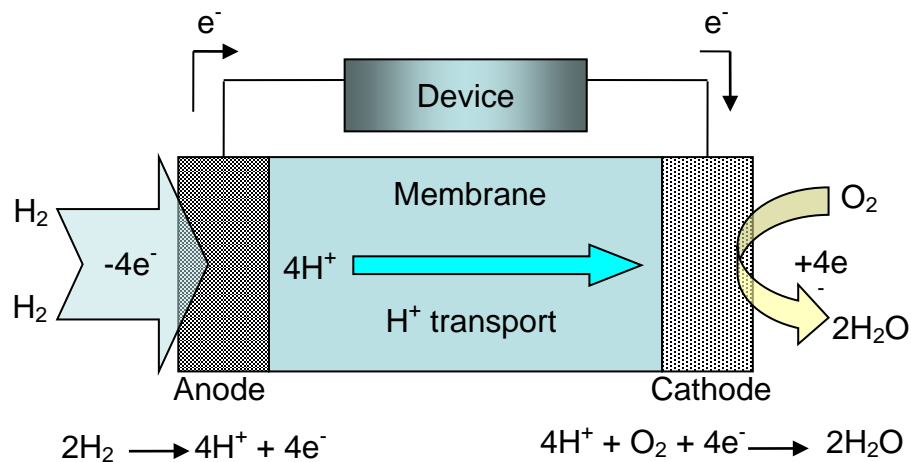 e⁻ e⁻
Device
Membrane
H₂ O₂
-4e⁻ 4H⁺ +4e
-
H₂ H⁺ transport 2H₂O
Anode Cathode
2H₂ → 4H⁺ + 4e⁻ 4H⁺ + O₂ + 4e⁻ → 2H₂O